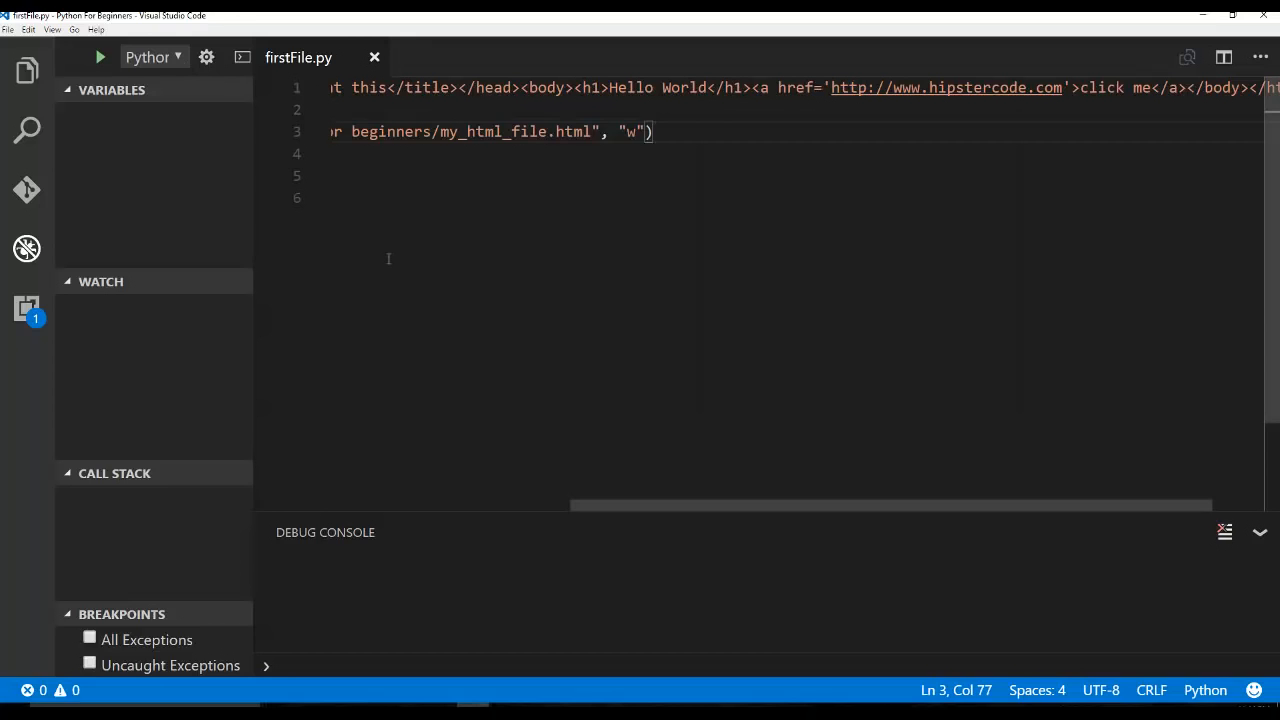 firstFile.py - Python For Beginners - Visual Studio Code
File Edit View Go Help
Python
firstFile.py
VARIABLES
1 it this</title></head><body><h1>Hello World</h1><a href='http://www.hipstercode.com'>click me</a></body></h
2
3 or beginners/my_html_file.html", "w")
4
5
6
WATCH
1
CALL STACK
DEBUG CONSOLE
BREAKPOINTS
All Exceptions
Uncaught Exceptions
0 0 Ln 3, Col 77 Spaces: 4 UTF-8 CRLF Python